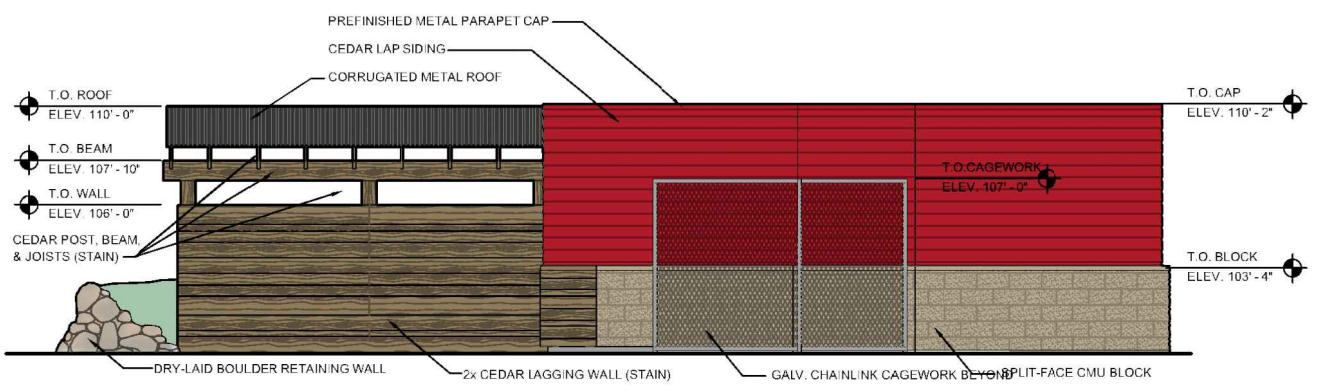 PREFINISHED METAL PARAPET CAP
CEDAR LAP SIDING
CORRUGATED METAL ROOF
T.O. ROOF
ELEV. 110' - 0"
T.O. BEAM
ELEV. 107' - 10"
T.O. WALL
ELEV. 106' - 0"
CEDAR POST, BEAM,
& JOISTS (STAIN)
T.O. CAP
ELEV. 110' - 2"
T.O.CAGEWORK
ELEV. 107' - 0"
T.O. BLOCK
ELEV. 103' - 4"
DRY-LAID BOULDER RETAINING WALL
2x CEDAR LAGGING WALL (STAIN)
GALV. CHAINLINK CAGEWORK BEYOND
SPLIT-FACE CMU BLOCK